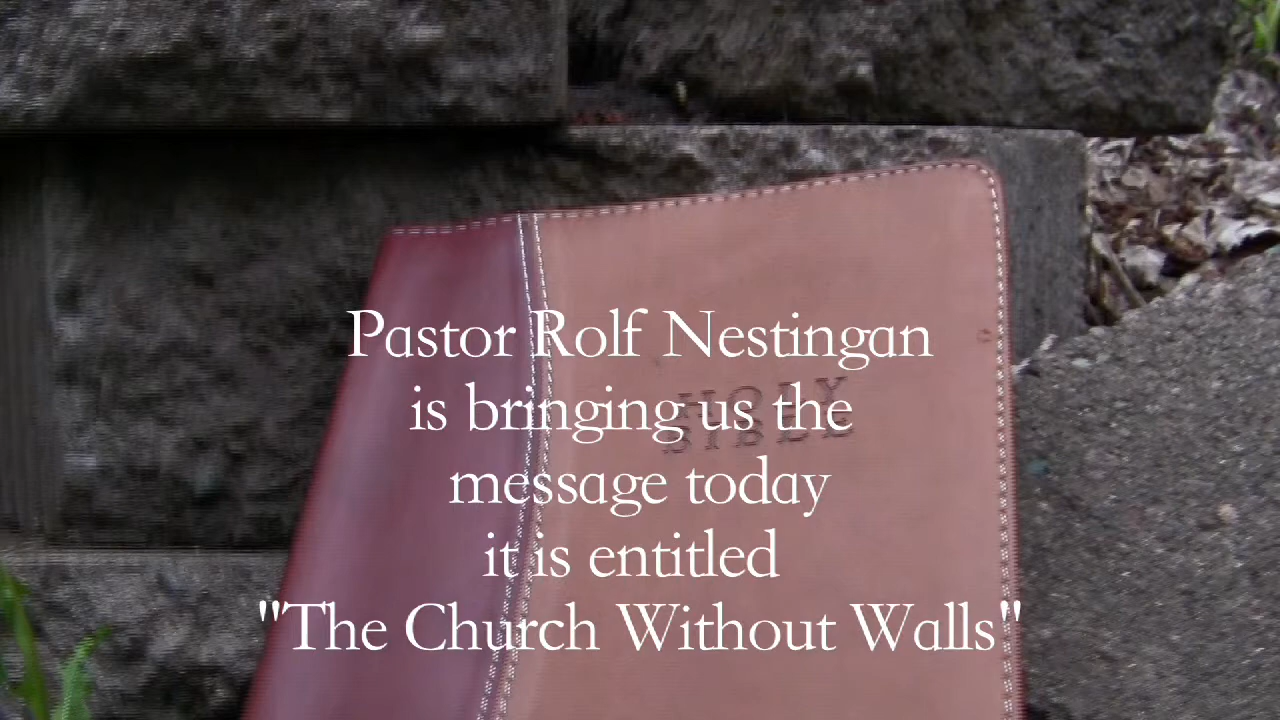 Pastor Rolf Nestingan
is bringing us the
HOLY
BIBLE
message today
it is entitled
"The Church Without Walls"